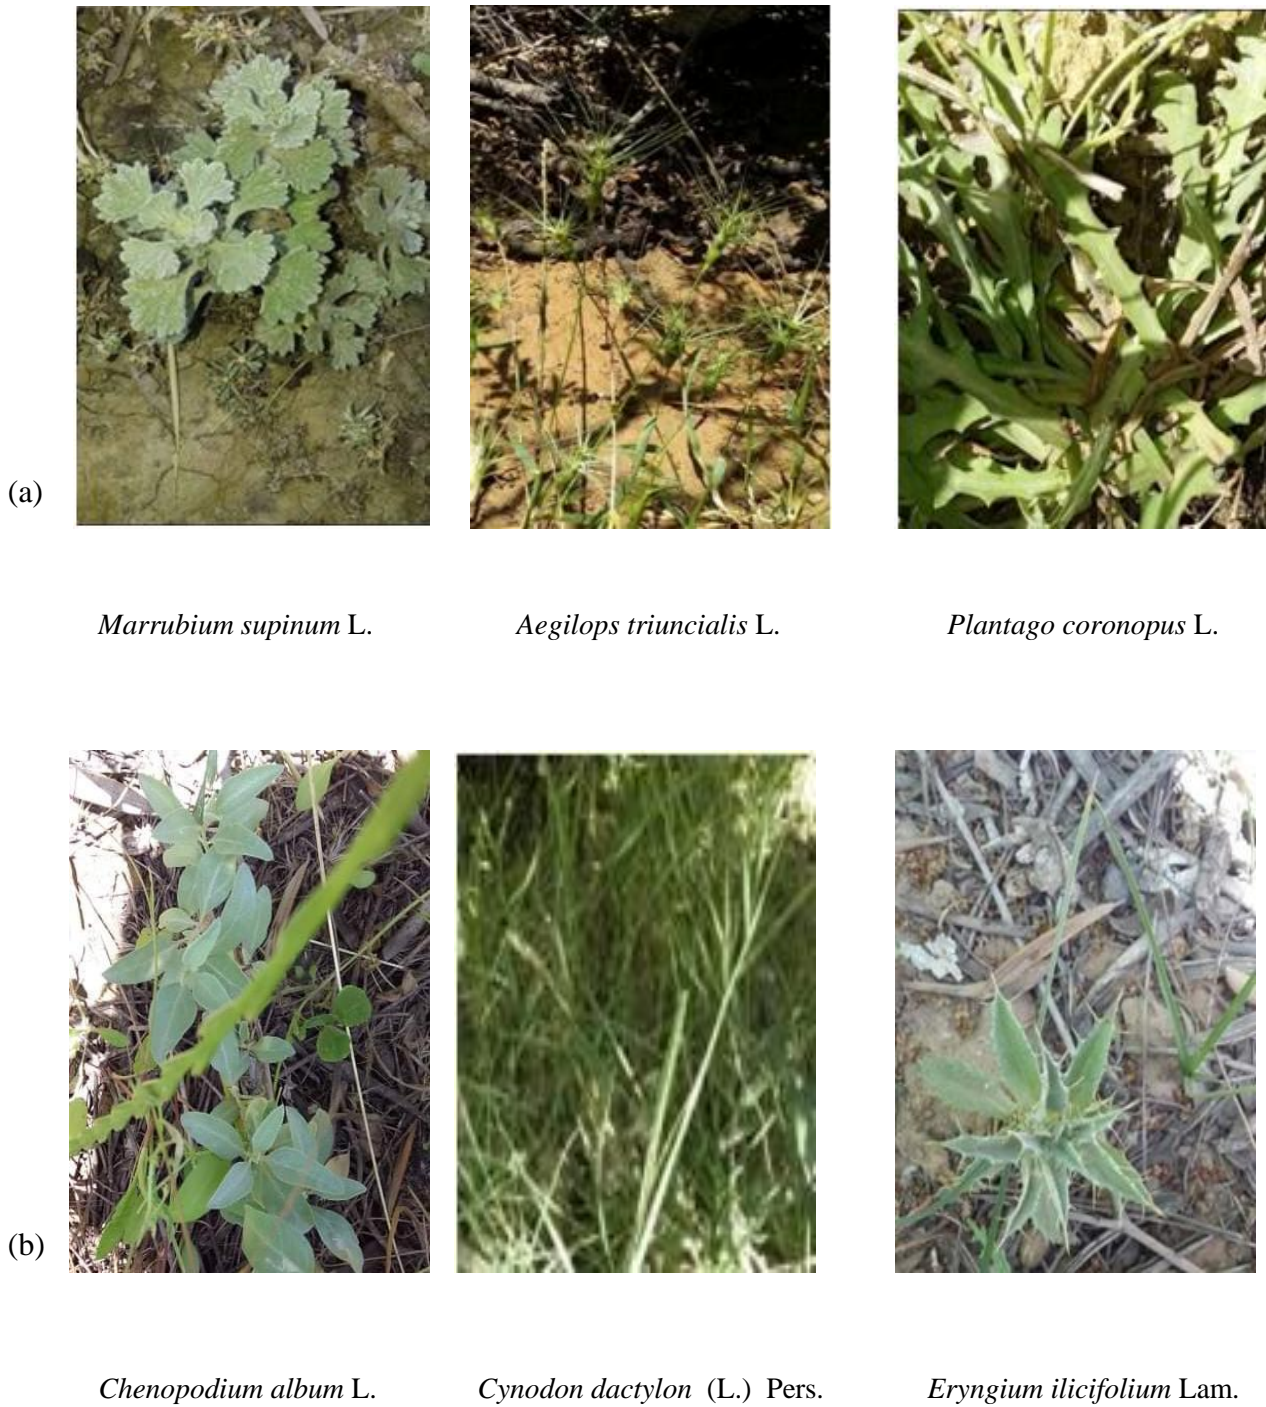 (a)
Marrubium supinum L. Aegilops triuncialis L. Plantago coronopus L.
(b)
Chenopodium album L. Cynodon dactylon (L.) Pers. Eryngium ilicifolium Lam.